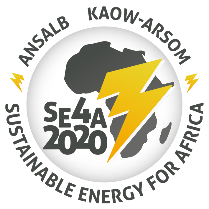 ANSALB KAOW-ARSOM
SE4A
2020
SUSTAINABLE ENERGY FOR AFRICA